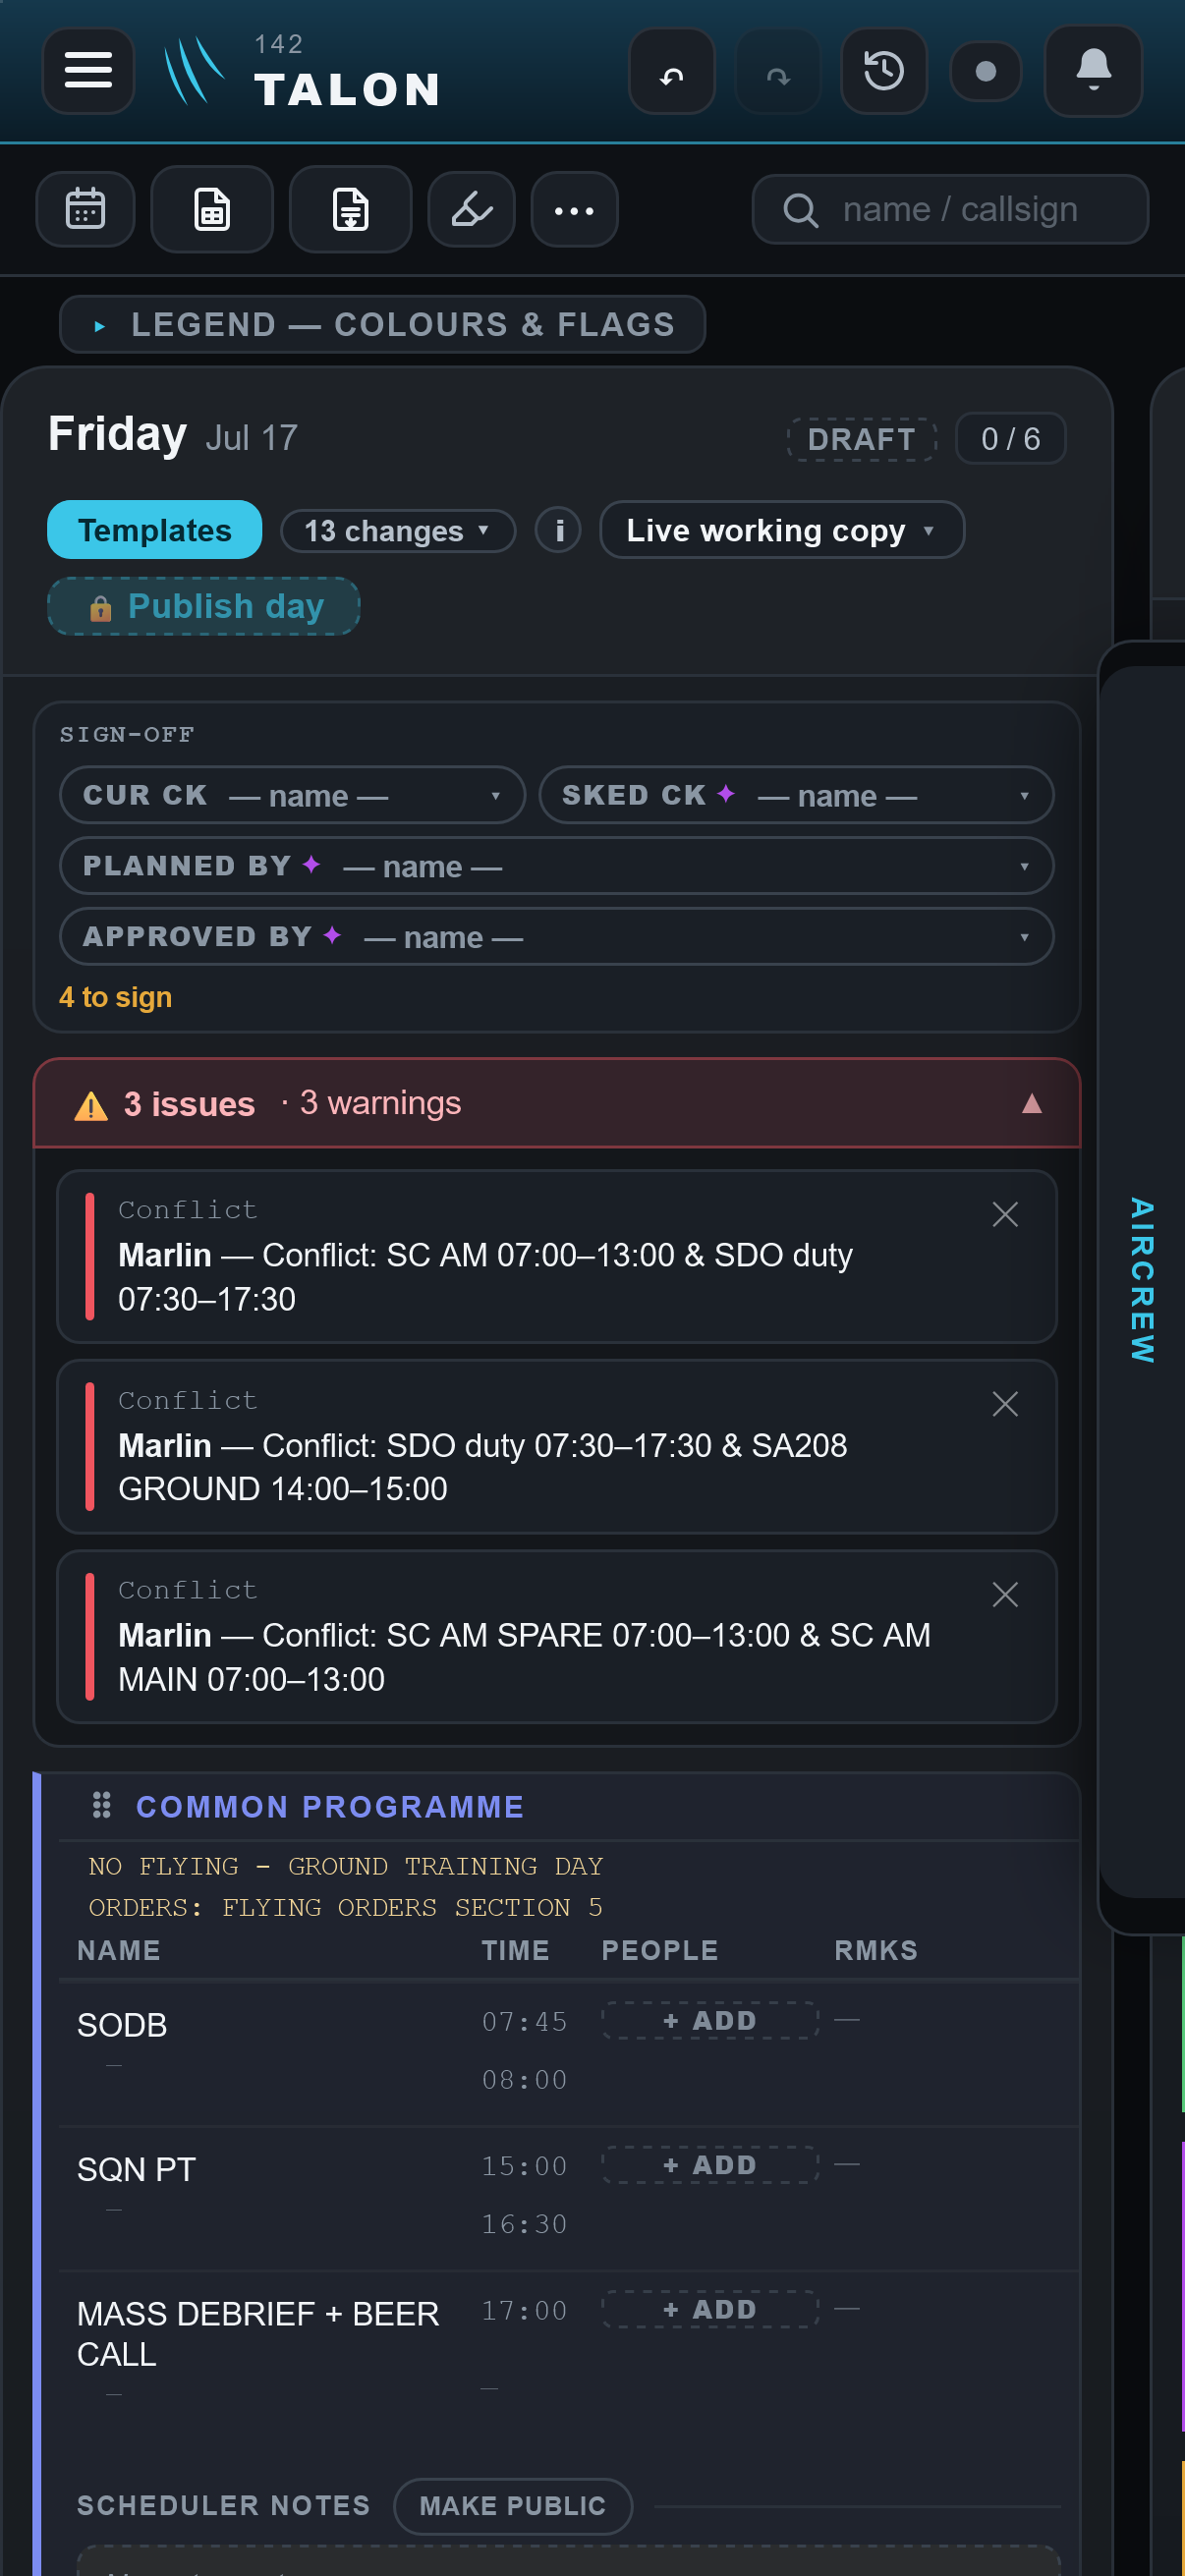 142
TALON
name / callsign
LEGEND — COLOURS & FLAGS
Friday Jul 17 DRAFT 0 / 6
Templates 13 changes i Live working copy
Publish day
SIGN-OFF
CUR CK — name — SKED CK — name —
PLANNED BY — name —
APPROVED BY — name —
4 to sign
3 issues · 3 warnings
Conflict
Marlin — Conflict: SC AM 07:00–13:00 & SDO duty
07:30–17:30
Conflict
Marlin — Conflict: SDO duty 07:30–17:30 & SA208
GROUND 14:00–15:00
Conflict
Marlin — Conflict: SC AM SPARE 07:00–13:00 & SC AM
MAIN 07:00–13:00
AIRCREW
COMMON PROGRAMME
NO FLYING - GROUND TRAINING DAY
ORDERS: FLYING ORDERS SECTION 5
NAME TIME PEOPLE RMKS
SODB 07:45 + ADD —
— 08:00
SQN PT 15:00 + ADD —
— 16:30
MASS DEBRIEF + BEER 17:00 + ADD —
CALL
— —
SCHEDULER NOTES MAKE PUBLIC